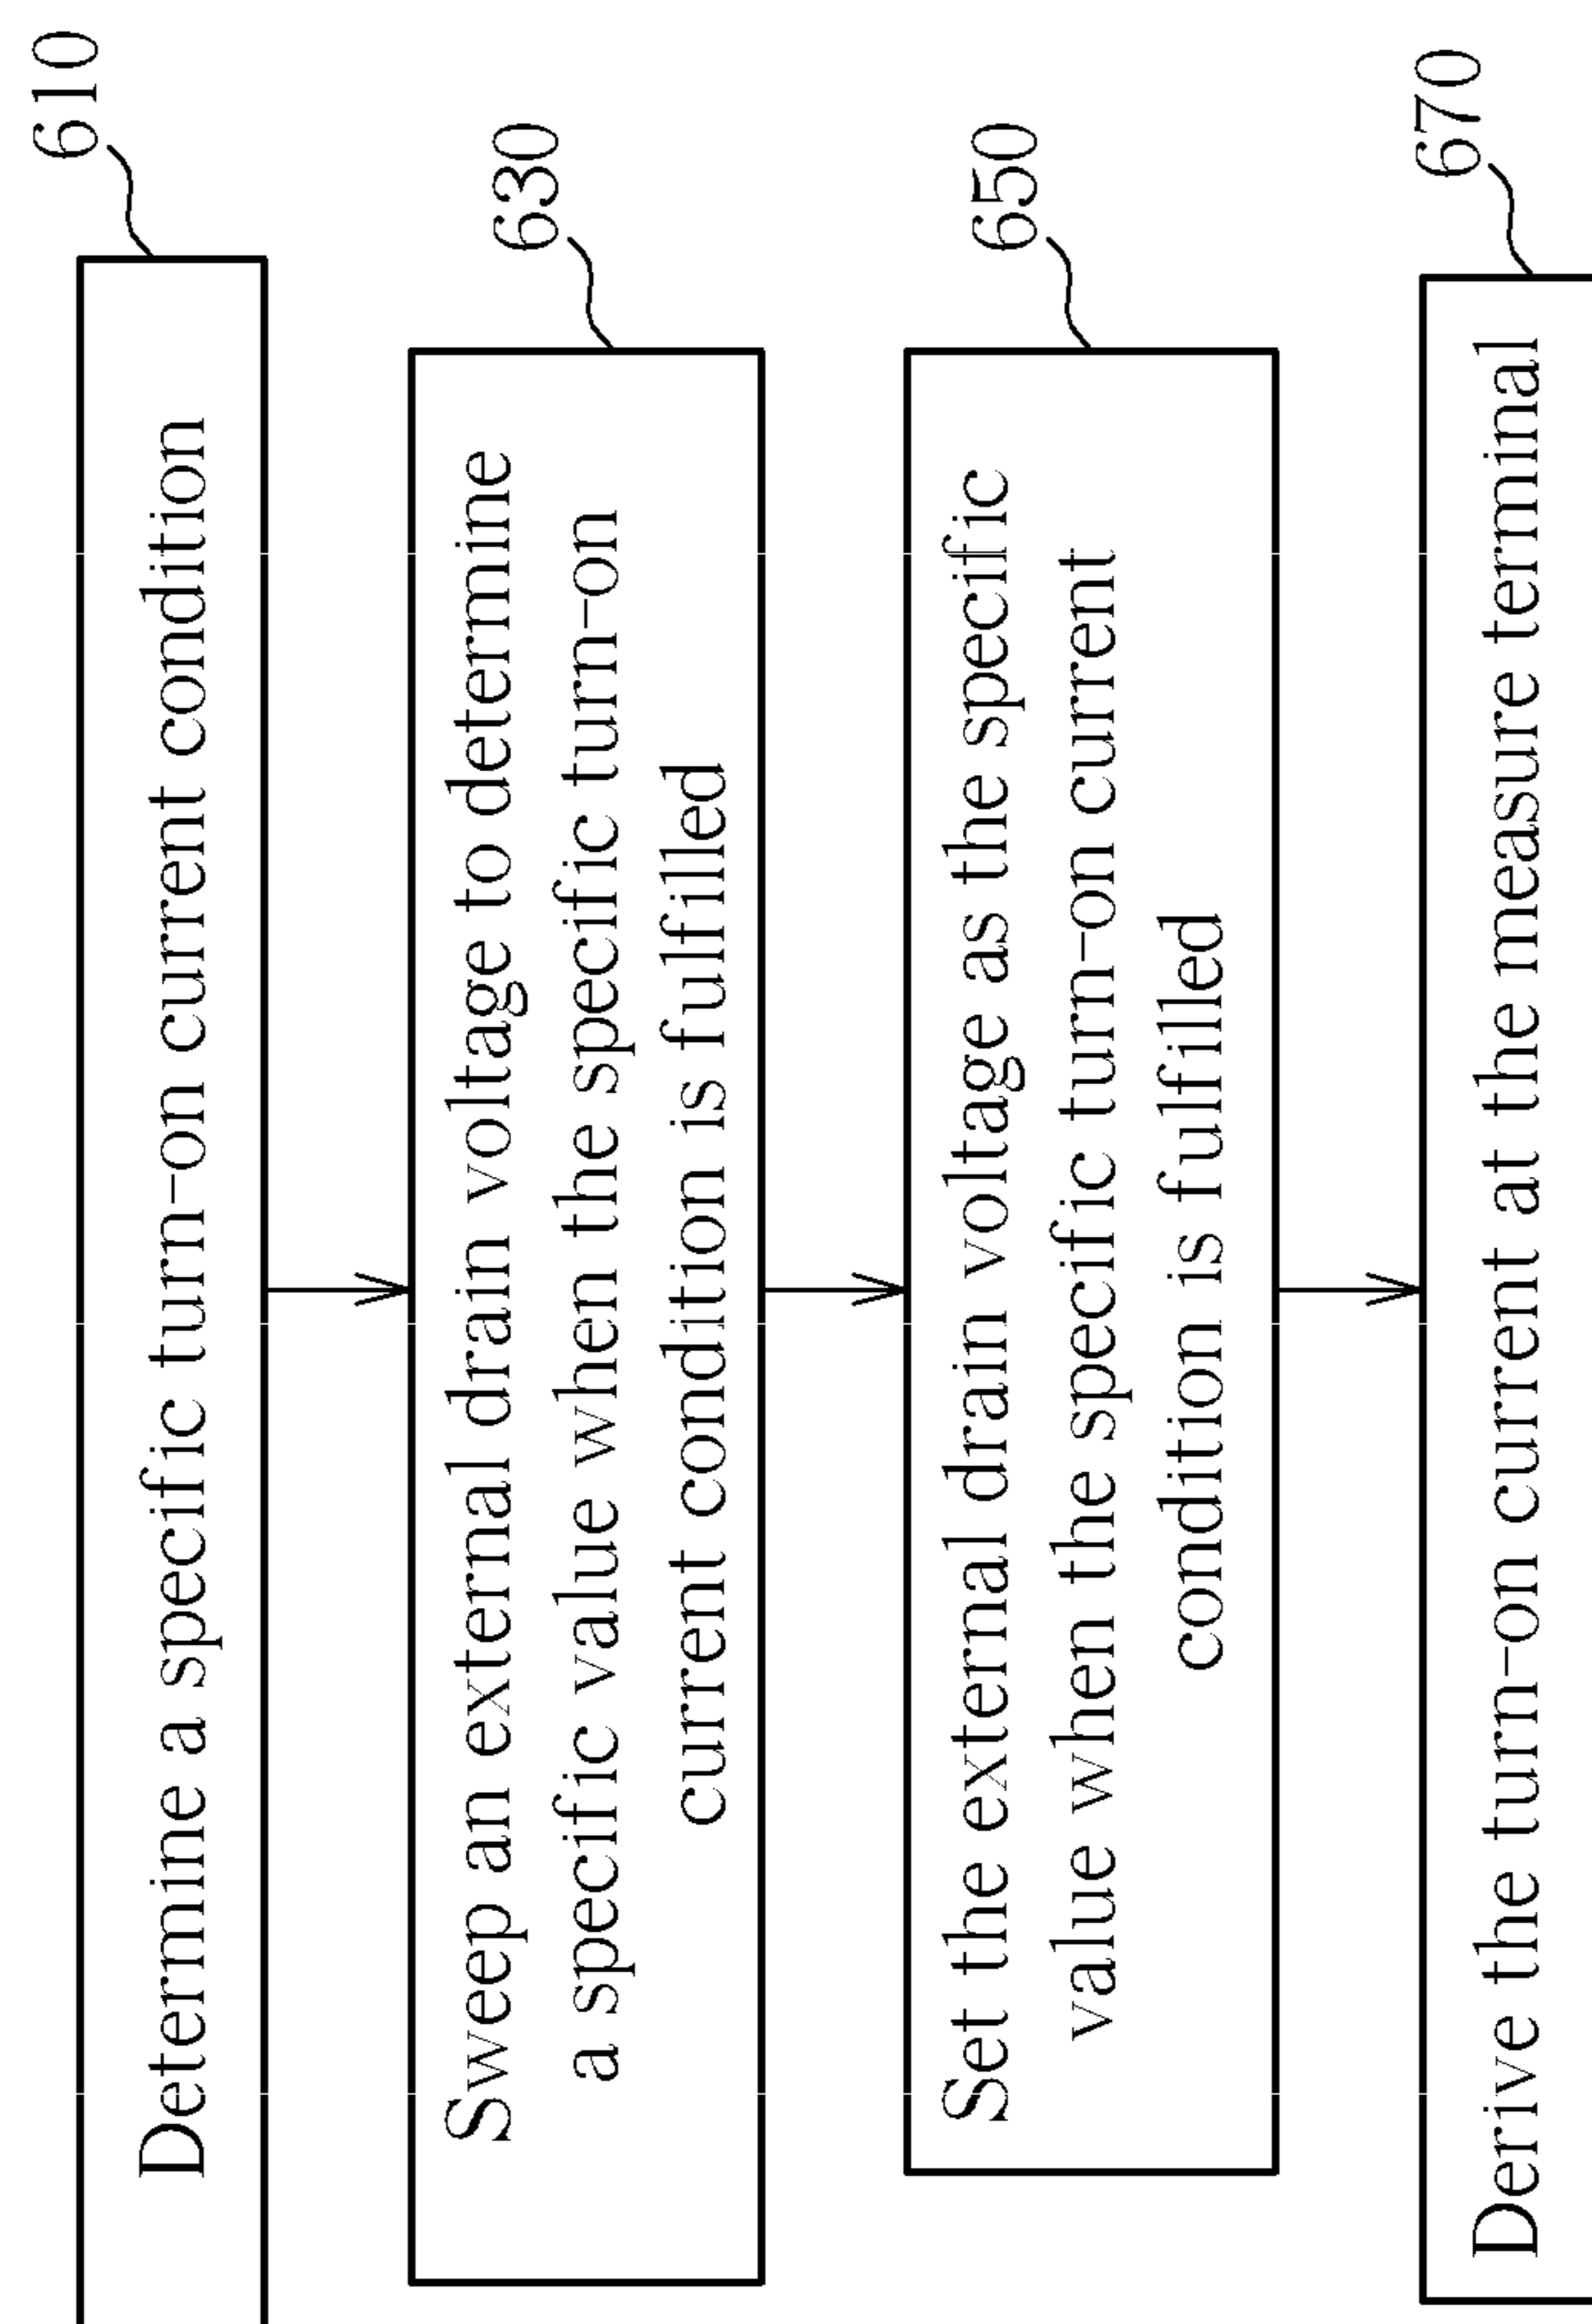 610
Determine a specific turn-on current condition
630
Sweep an external drain voltage to determine
a specific value when the specific turn-on
current condition is fulfilled
650
Set the external drain voltage as the specific
value when the specific turn-on current
condition is fulfilled
670
Derive the turn-on current at the measure terminal